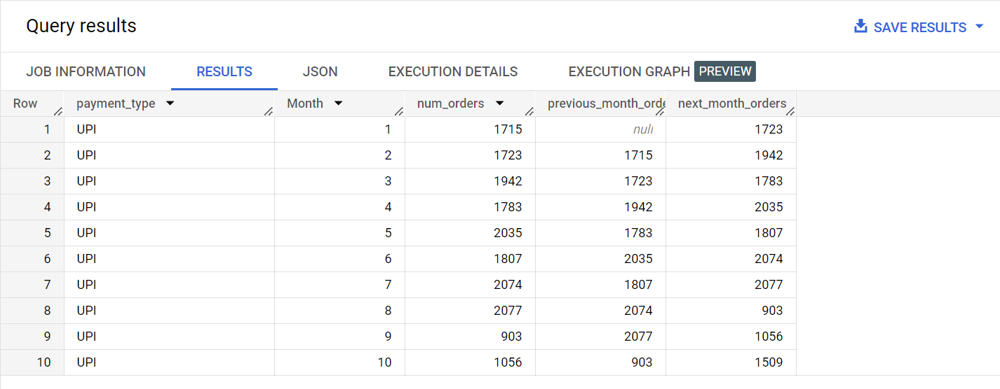 Query results
SAVE RESULTS
JOB INFORMATION RESULTS JSON EXECUTION DETAILS EXECUTION GRAPH PREVIEW
Row payment_type Month num_orders previous_month_orde next_month_orders
1 UPI 1 1715 null 1723
2 UPI 2 1723 1715 1942
3 UPI 3 1942 1723 1783
4 UPI 4 1783 1942 2035
5 UPI 5 2035 1783 1807
6 UPI 6 1807 2035 2074
7 UPI 7 2074 1807 2077
8 UPI 8 2077 2074 903
9 UPI 9 903 2077 1056
10 UPI 10 1056 903 1509